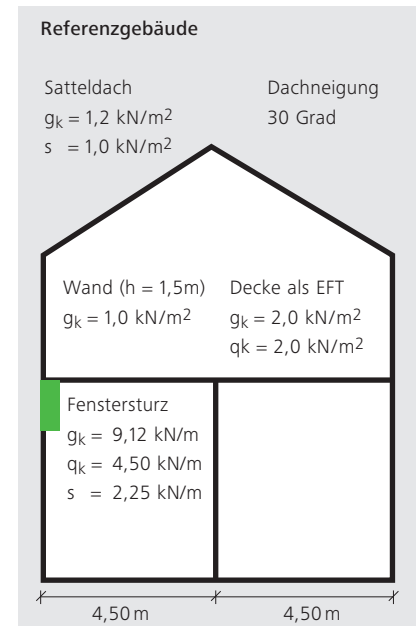 Referenzgebäude
Satteldach
gk = 1,2 kN/m2
s = 1,0 kN/m2
Dachneigung
30 Grad
Wand (h = 1,5m)
gk = 1,0 kN/m2
Decke als EFT
gk = 2,0 kN/m2
qk = 2,0 kN/m2
Fenstersturz
gk = 9,12 kN/m
qk = 4,50 kN/m
s = 2,25 kN/m
4,50 m
4,50 m